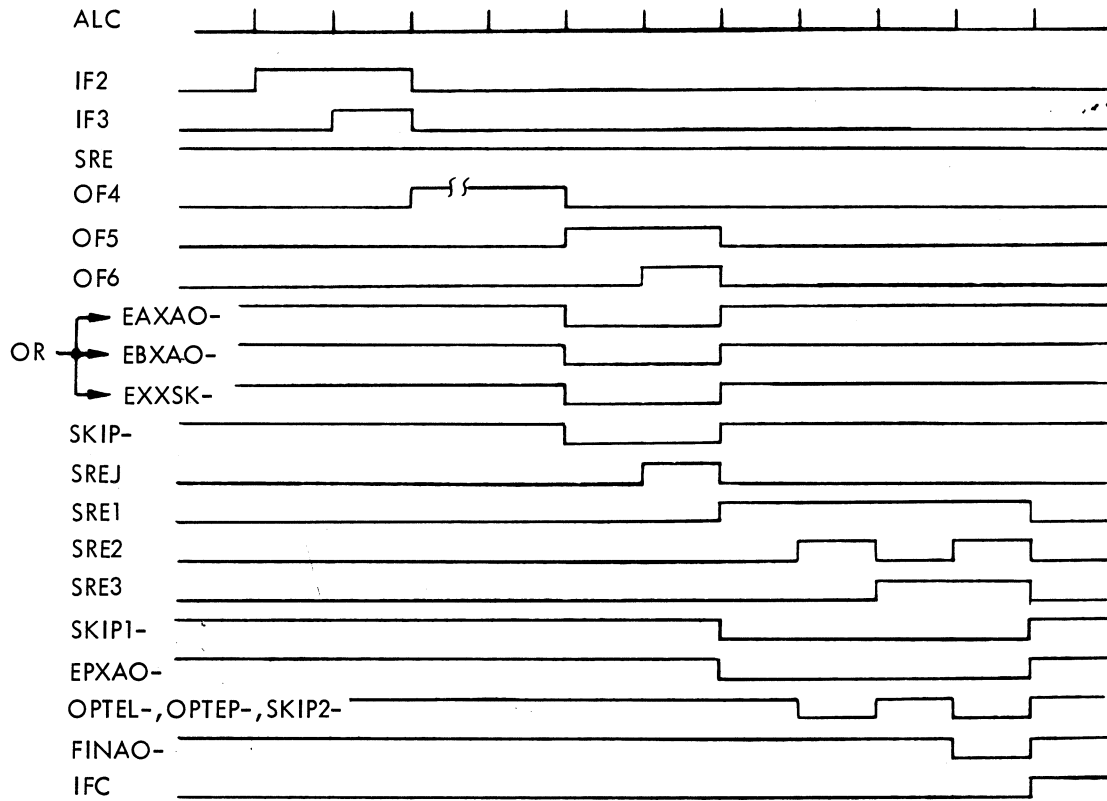 ALC
IF2
IF3
SRE
OF4
OF5
OF6
EAXAO-
OR EBXAO-
EXXSK-
SKIP-
SREJ
SRE1
SRE2
SRE3
SKIP1-
EPXAO-
OPTEL-,OPTEP-,SKIP2-
FINAO-
IFC